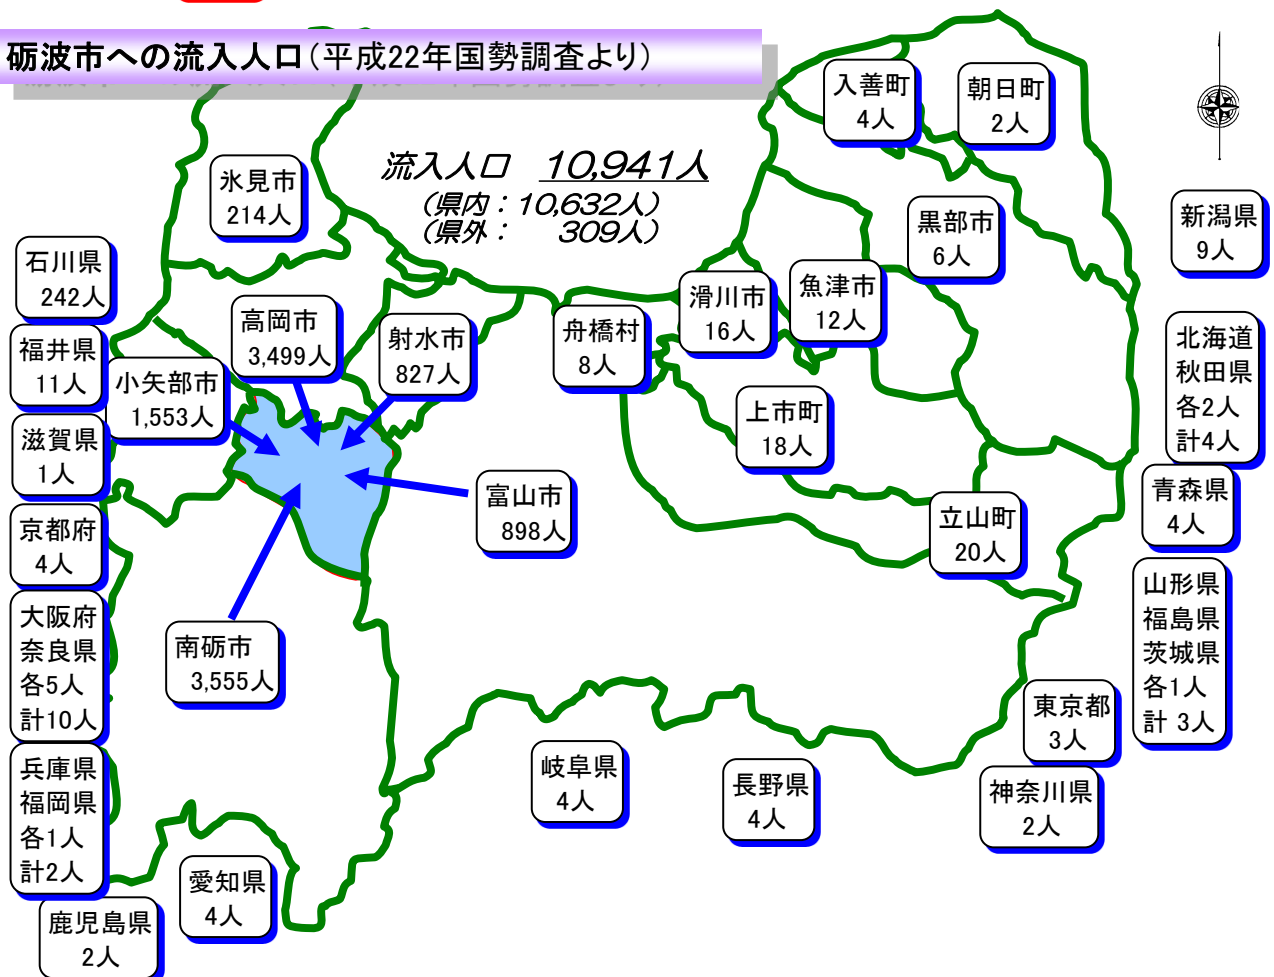 砺波市への流入人口(平成22年国勢調査より)
流入人口 10,941人
(県内：10,632人)
(県外： 309人)
入善町
4人
朝日町
2人
氷見市
214人
黒部市
6人
新潟県
9人
石川県
242人
高岡市
3,499人
射水市
827人
舟橋村
8人
滑川市
16人
魚津市
12人
福井県
11人
小矢部市
1,553人
北海道
秋田県
各2人
計4人
滋賀県
1人
上市町
18人
富山市
898人
青森県
4人
京都府
4人
立山町
20人
山形県
福島県
茨城県
各1人
計 3人
大阪府
奈良県
各5人
計10人
南砺市
3,555人
東京都
3人
兵庫県
福岡県
各1人
計2人
岐阜県
4人
長野県
4人
神奈川県
2人
愛知県
4人
鹿児島県
2人